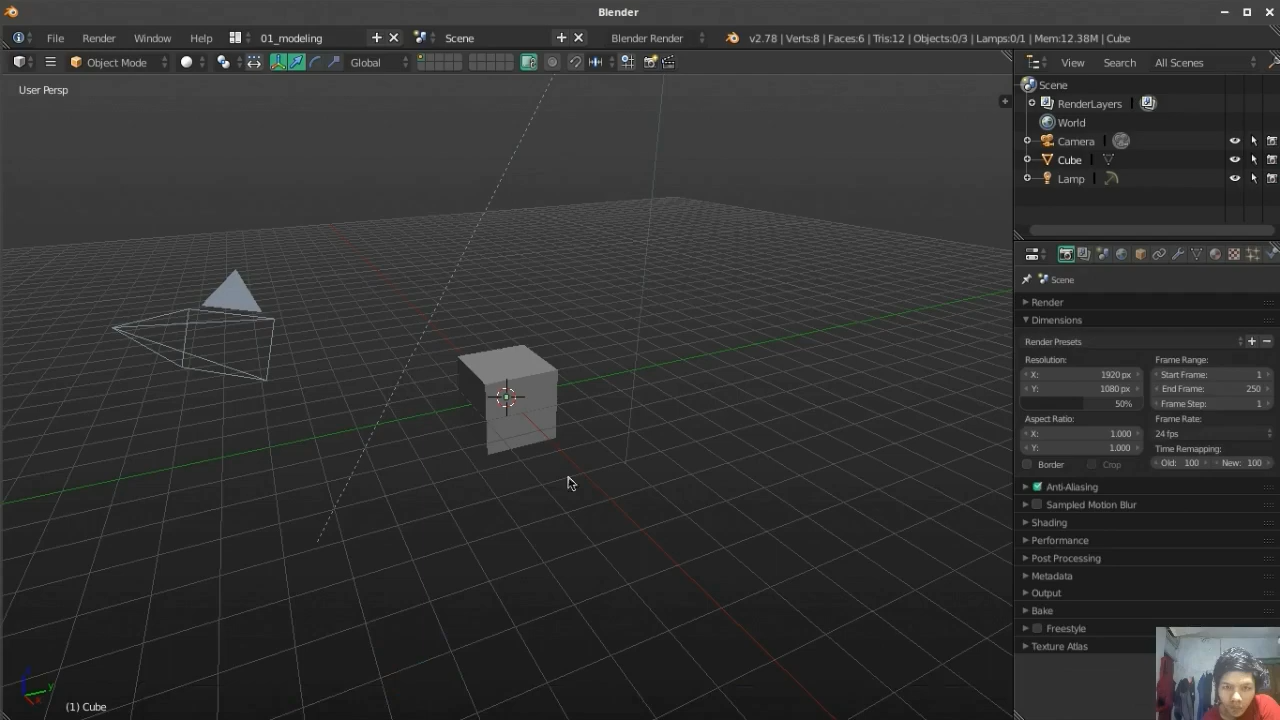 Blender
File Render Window Help 01_modeling Scene Blender Render v2.78 | Verts:8 | Faces:6 | Tris:12 | Objects:0/3 | Lamps:0/1 | Mem:12.38M | Cube
Object Mode Global
View Search All Scenes
User Persp
Scene
RenderLayers
World
Camera
Cube
Lamp
Scene
Render
Dimensions
Render Presets
Resolution: Frame Range:
X: 1920 px Start Frame: 1
Y: 1080 px End Frame: 250
50% Frame Step: 1
Aspect Ratio: Frame Rate:
X: 1.000 24 fps
Y: 1.000 Time Remapping:
Border Crop Old: 100 New: 100
Anti-Aliasing
Sampled Motion Blur
Shading
Performance
Post Processing
Metadata
Output
Bake
Freestyle
Texture Atlas
y
x
(1) Cube